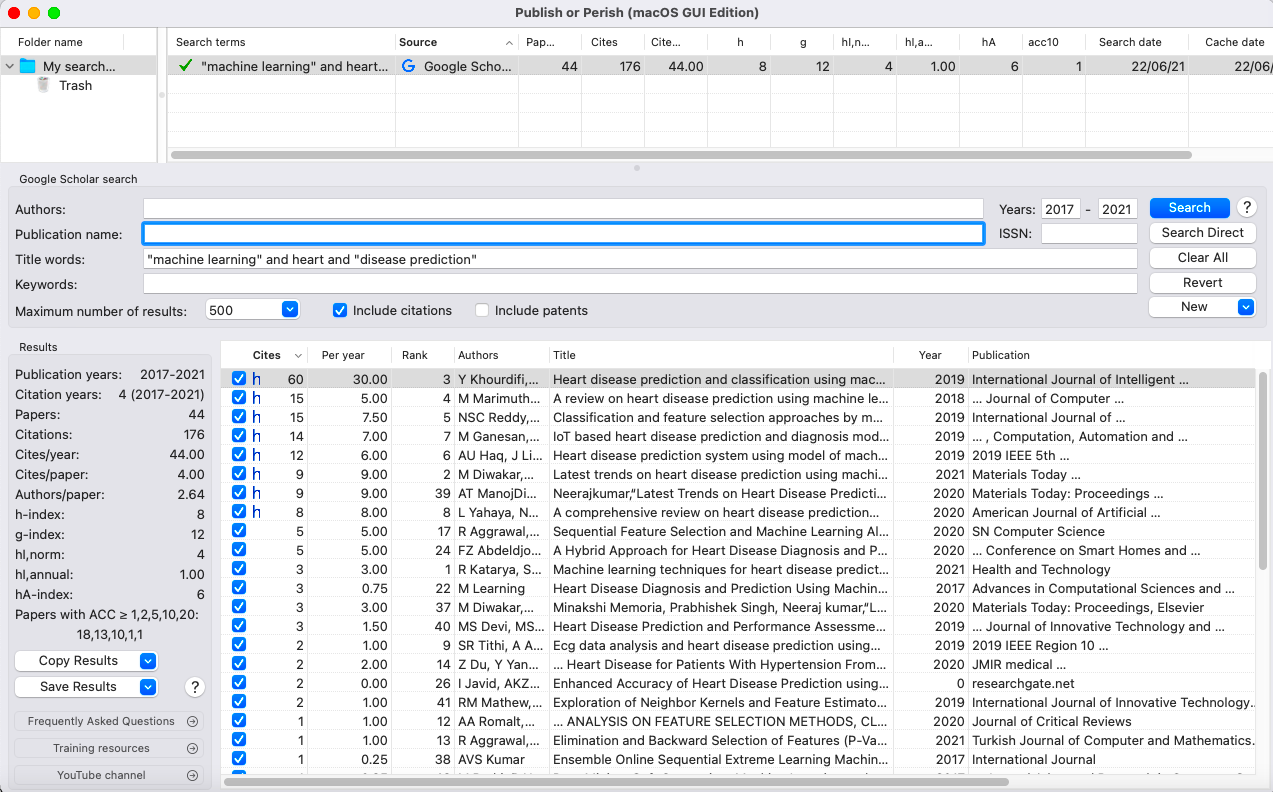 Publish or Perish (macOS GUI Edition)
Folder name
My search...
Trash
Search terms Source Pap... Cites Cite... h g hI,n... hI,a... hA acc10 Search date Cache date
"machine learning" and heart... Google Scho... 44 176 44.00 8 12 4 1.00 6 1 22/06/21 22/06/
Google Scholar search
Authors: Years: 2017 - 2021 Search ?
Publication name: ISSN: Search Direct
Title words: "machine learning" and heart and "disease prediction" Clear All
Keywords: Revert
Maximum number of results: 500 Include citations Include patents New
Results
Publication years: 2017-2021
Citation years: 4 (2017-2021)
Papers: 44
Citations: 176
Cites/year: 44.00
Cites/paper: 4.00
Authors/paper: 2.64
h-index: 8
g-index: 12
hI,norm: 4
hI,annual: 1.00
hA-index: 6
Papers with ACC ≥ 1,2,5,10,20:
18,13,10,1,1
Copy Results
Save Results ?
Frequently Asked Questions
Training resources
YouTube channel
Cites Per year Rank Authors Title Year Publication
h 60 30.00 3 Y Khourdifi,... Heart disease prediction and classification using mac... 2019 International Journal of Intelligent ...
h 15 5.00 4 M Marimuth... A review on heart disease prediction using machine le... 2018 ... Journal of Computer ...
h 15 7.50 5 NSC Reddy,... Classification and feature selection approaches by m... 2019 International Journal of ...
h 14 7.00 7 M Ganesan,... IoT based heart disease prediction and diagnosis mod... 2019 ... , Computation, Automation and ...
h 12 6.00 6 AU Haq, J Li... Heart disease prediction system using model of mach... 2019 2019 IEEE 5th ...
h 9 9.00 2 M Diwakar,... Latest trends on heart disease prediction using machin... 2021 Materials Today ...
h 9 9.00 39 AT ManojDi... Neerajkumar,“Latest Trends on Heart Disease Predicti... 2020 Materials Today: Proceedings ...
h 8 8.00 8 L Yahaya, N... A comprehensive review on heart disease prediction... 2020 American Journal of Artificial ...
5 5.00 17 R Aggrawal,... Sequential Feature Selection and Machine Learning Al... 2020 SN Computer Science
5 5.00 24 FZ Abdeldjo... A Hybrid Approach for Heart Disease Diagnosis and P... 2020 ... Conference on Smart Homes and ...
3 3.00 1 R Katarya, S... Machine learning techniques for heart disease predict... 2021 Health and Technology
3 0.75 22 M Learning Heart Disease Diagnosis and Prediction Using Machin... 2017 Advances in Computational Sciences and ...
3 3.00 37 M Diwakar,... Minakshi Memoria, Prabhishek Singh, Neeraj kumar,“L... 2020 Materials Today: Proceedings, Elsevier
3 1.50 40 MS Devi, MS... Heart Disease Prediction and Performance Assessme... 2019 ... Journal of Innovative Technology and ...
2 1.00 9 SR Tithi, A A... Ecg data analysis and heart disease prediction using... 2019 2019 IEEE Region 10 ...
2 2.00 14 Z Du, Y Yan... ... Heart Disease for Patients With Hypertension From... 2020 JMIR medical ...
2 0.00 26 I Javid, AKZ... Enhanced Accuracy of Heart Disease Prediction using... 0 researchgate.net
2 1.00 41 RM Mathew,... Exploration of Neighbor Kernels and Feature Estimato... 2019 International Journal of Innovative Technology...
1 1.00 12 AA Romalt,... ... ANALYSIS ON FEATURE SELECTION METHODS, CL... 2020 Journal of Critical Reviews
1 1.00 13 R Aggrawal,... Elimination and Backward Selection of Features (P-Va... 2021 Turkish Journal of Computer and Mathematics...
1 0.25 38 AVS Kumar Ensemble Online Sequential Extreme Learning Machin... 2017 International Journal